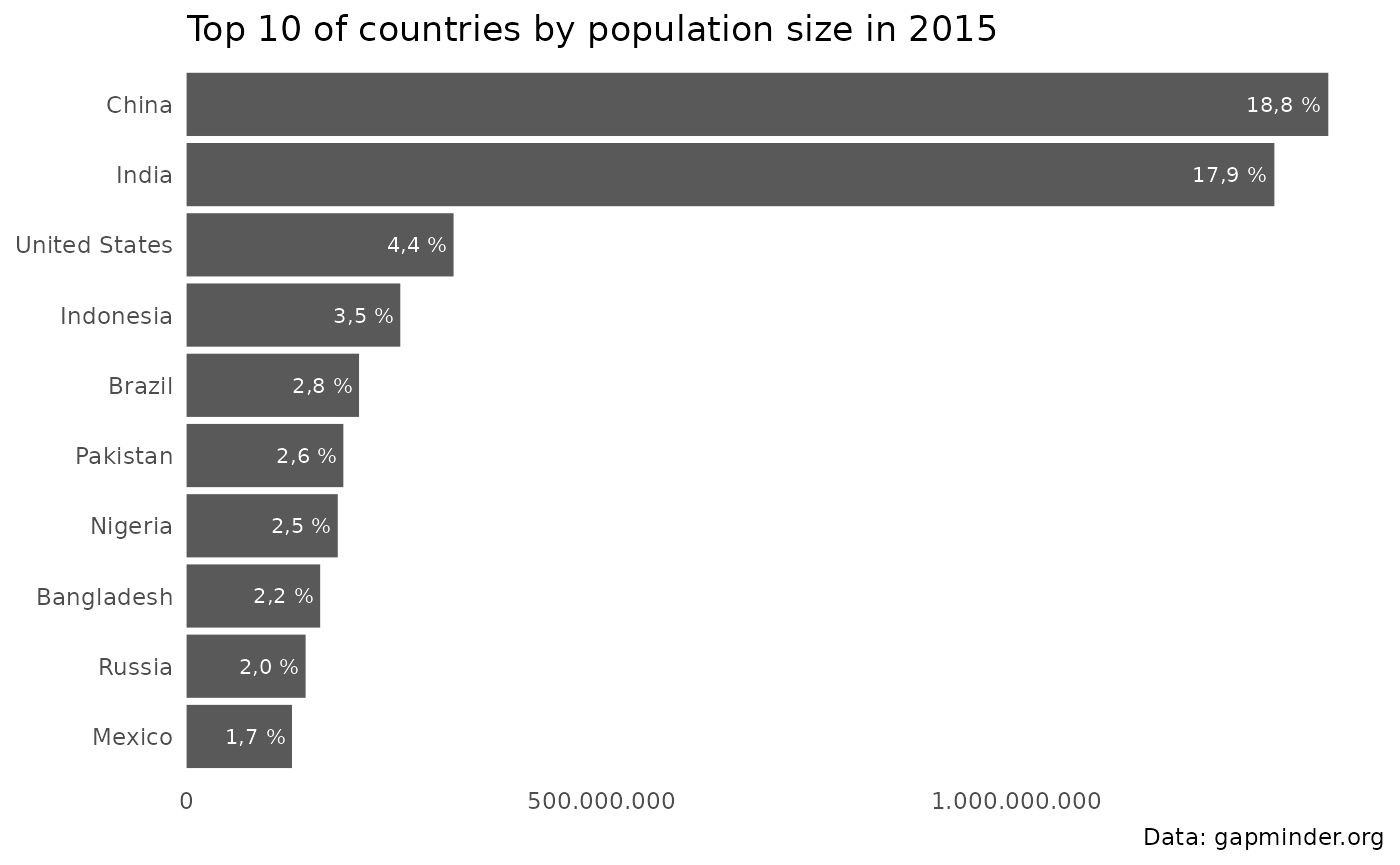 Top 10 of countries by population size in 2015
China 18,8 %
India 17,9 %
United States 4,4 %
Indonesia 3,5 %
Brazil 2,8 %
Pakistan 2,6 %
Nigeria 2,5 %
Bangladesh 2,2 %
Russia 2,0 %
Mexico 1,7 %
0 500.000.000 1.000.000.000
Data: gapminder.org